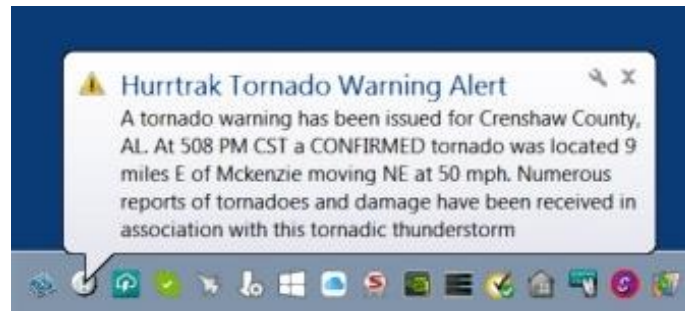 Hurrtrak Tornado Warning Alert
A tornado warning has been issued for Crenshaw County,
AL. At 508 PM CST a CONFIRMED tornado was located 9
miles E of Mckenzie moving NE at 50 mph. Numerous
reports of tornadoes and damage have been received in
association with this tornadic thunderstorm